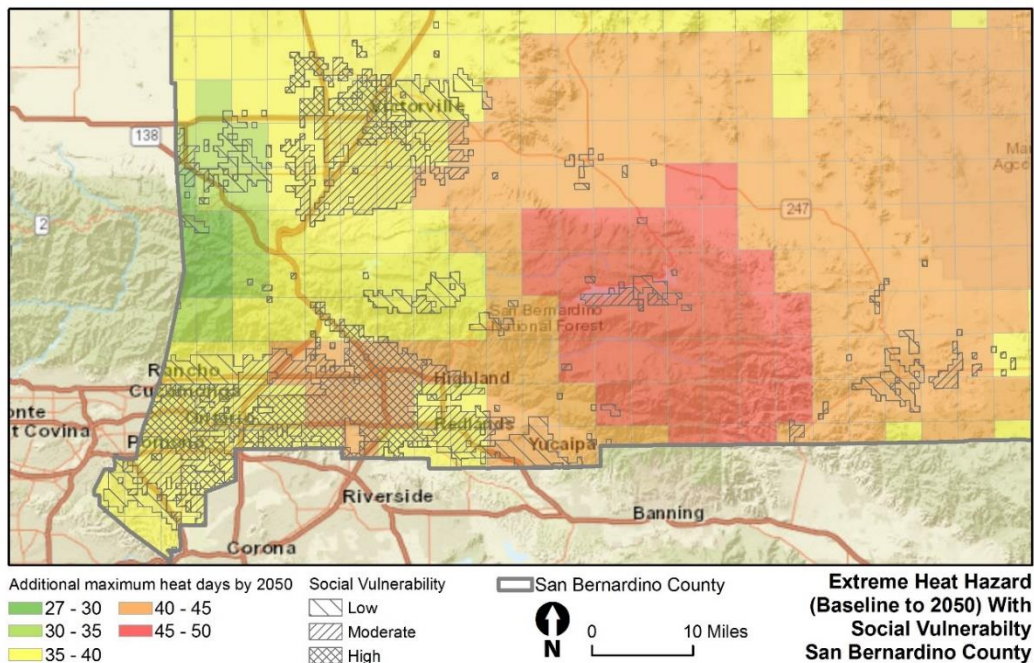 Victorville
138
2
247
San Bernardino
National Forest
Rancho
Cucamonga
Highland
Ontario
Redlands
t Covina
Pomona
Yucaipa
Riverside
Banning
Corona
Additional maximum heat days by 2050
27 - 30
30 - 35
35 - 40
40 - 45
45 - 50
Social Vulnerability
Low
Moderate
High
San Bernardino County
N
0 10 Miles
Extreme Heat Hazard
(Baseline to 2050) With
Social Vulnerabilty
San Bernardino County